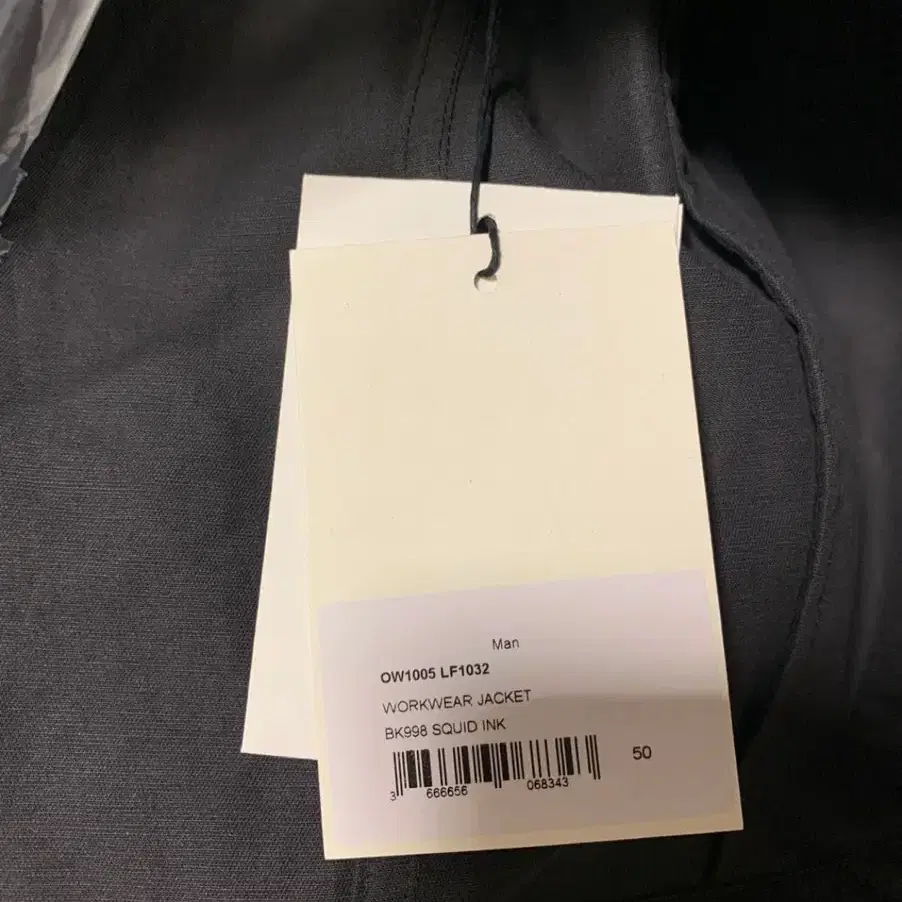 Man
OW1005 LF1032
WORKWEAR JACKET
BK998 SQUID INK
50
3 666656 068343